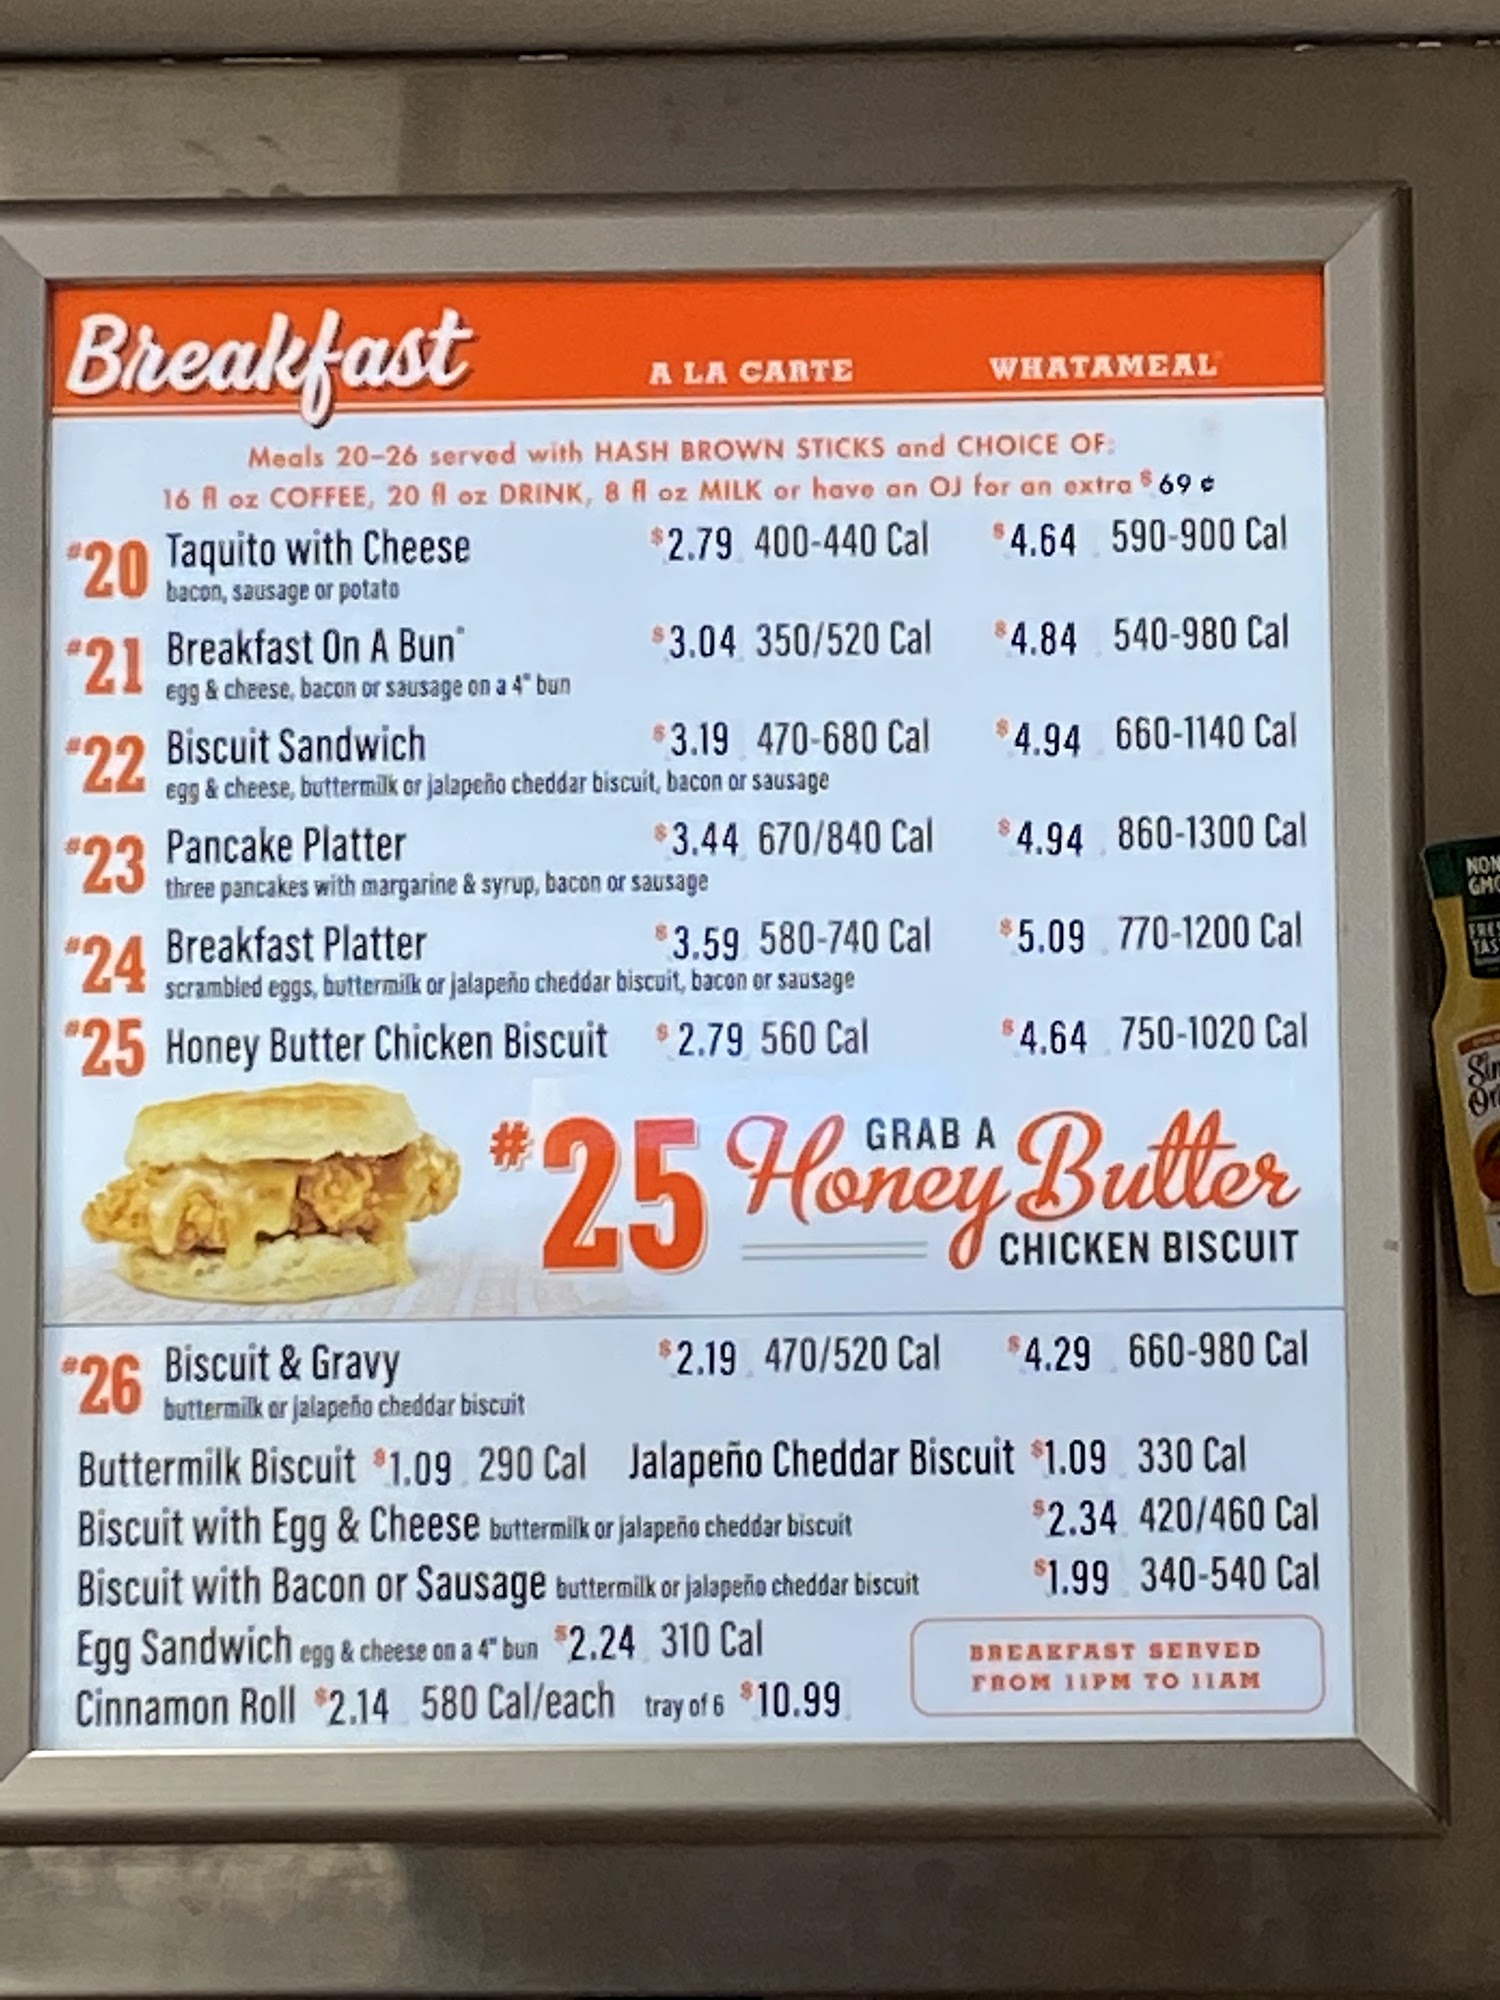 Breakfast A LA CARTE WHATAMEAL
Meals 20-26 served with HASH BROWN STICKS and CHOICE OF:
16 fl oz COFFEE, 20 fl oz DRINK, 8 fl oz MILK or have an OJ for an extra $69¢
#20 Taquito with Cheese $2.79 400-440 Cal $4.64 590-900 Cal
bacon, sausage or potato
#21 Breakfast On A Bun® $3.04 350/520 Cal $4.84 540-980 Cal
egg & cheese, bacon or sausage on a 4" bun
#22 Biscuit Sandwich $3.19 470-680 Cal $4.94 660-1140 Cal
egg & cheese, buttermilk or jalapeño cheddar biscuit, bacon or sausage
#23 Pancake Platter $3.44 670/840 Cal $4.94 860-1300 Cal
three pancakes with margarine & syrup, bacon or sausage
#24 Breakfast Platter $3.59 580-740 Cal $5.09 770-1200 Cal
scrambled eggs, buttermilk or jalapeño cheddar biscuit, bacon or sausage
#25 Honey Butter Chicken Biscuit $2.79 560 Cal $4.64 750-1020 Cal
#25 GRAB A
Honey Butter
CHICKEN BISCUIT
#26 Biscuit & Gravy $2.19 470/520 Cal $4.29 660-980 Cal
buttermilk or jalapeño cheddar biscuit
Buttermilk Biscuit $1.09 290 Cal Jalapeño Cheddar Biscuit $1.09 330 Cal
Biscuit with Egg & Cheese buttermilk or jalapeño cheddar biscuit $2.34 420/460 Cal
Biscuit with Bacon or Sausage buttermilk or jalapeño cheddar biscuit $1.99 340-540 Cal
Egg Sandwich egg & cheese on a 4" bun $2.24 310 Cal
Cinnamon Roll $2.14 580 Cal/each tray of 6 $10.99
BREAKFAST SERVED
FROM 11PM TO 11AM
NON
GMO